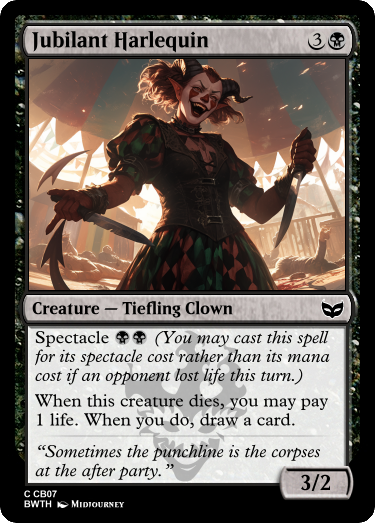 Jubilant Harlequin 3
Creature — Tiefling Clown
Spectacle (You may cast this spell
for its spectacle cost rather than its mana
cost if an opponent lost life this turn.)
When this creature dies, you may pay
1 life. When you do, draw a card.
“Sometimes the punchline is the corpses
at the after party.”
3/2
C CB07
BWTH Midjourney